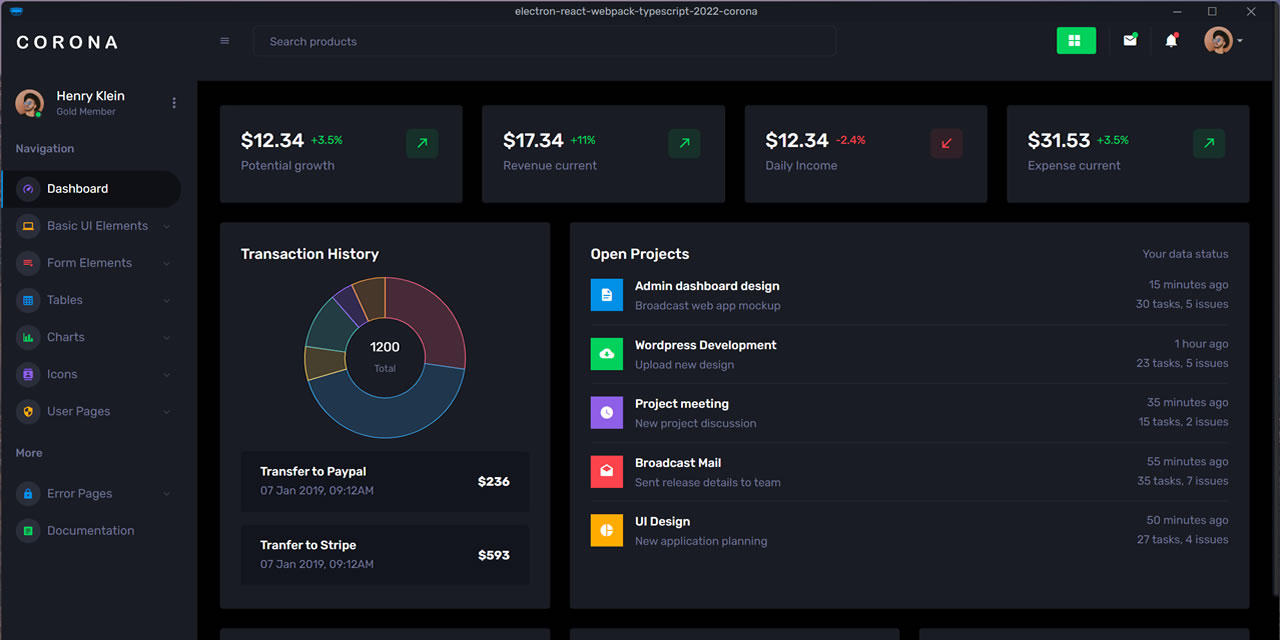 electron-react-webpack-typescript-2022-corona
CORONA
Search products
Henry Klein
Gold Member
Navigation
Dashboard
Basic UI Elements
Form Elements
Tables
Charts
Icons
User Pages
More
Error Pages
Documentation
$12.34 +3.5%
Potential growth
$17.34 +11%
Revenue current
$12.34 -2.4%
Daily Income
$31.53 +3.5%
Expense current
Transaction History
1200
Total
Transfer to Paypal
07 Jan 2019, 09:12AM
$236
Tranfer to Stripe
07 Jan 2019, 09:12AM
$593
Open Projects
Your data status
Admin dashboard design
Broadcast web app mockup
15 minutes ago
30 tasks, 5 issues
Wordpress Development
Upload new design
1 hour ago
23 tasks, 5 issues
Project meeting
New project discussion
35 minutes ago
15 tasks, 2 issues
Broadcast Mail
Sent release details to team
55 minutes ago
35 tasks, 7 issues
UI Design
New application planning
50 minutes ago
27 tasks, 4 issues